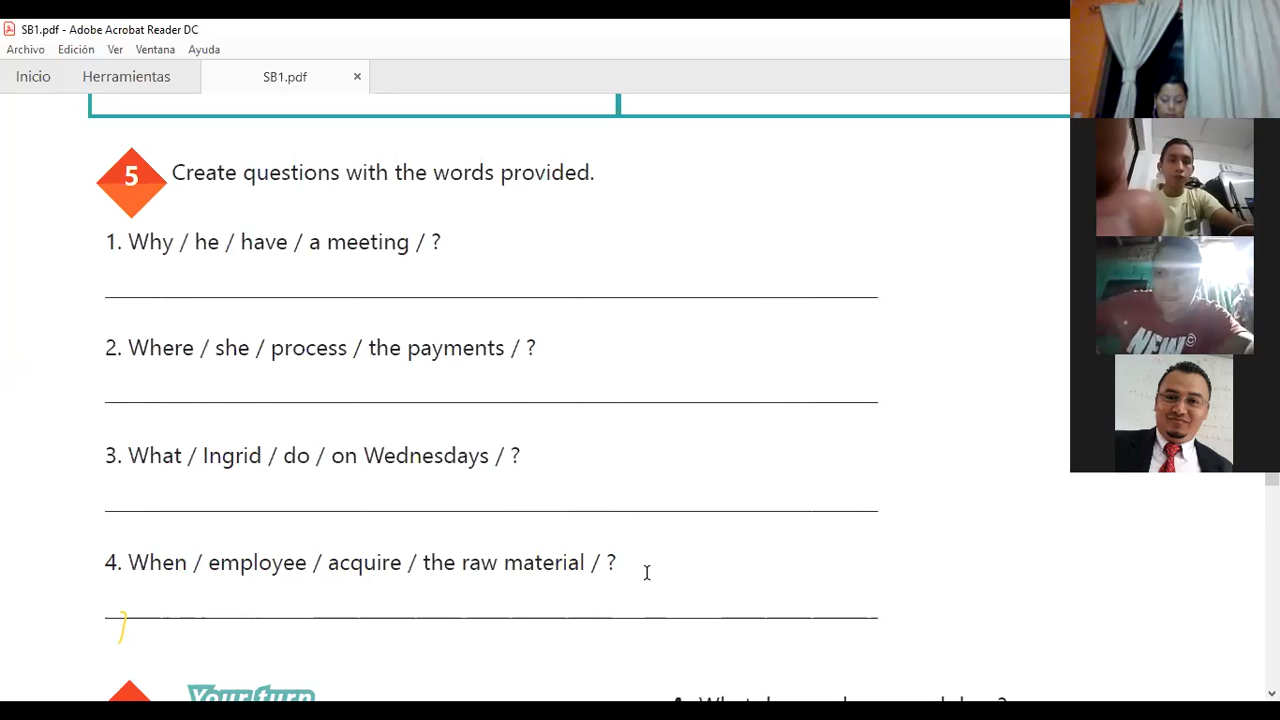 SB1.pdf - Adobe Acrobat Reader DC
Archivo Edición Ver Ventana Ayuda
Inicio Herramientas SB1.pdf ×
5 Create questions with the words provided.
1. Why / he / have / a meeting / ?
2. Where / she / process / the payments / ?
3. What / Ingrid / do / on Wednesdays / ?
4. When / employee / acquire / the raw material / ?
Your turn
NEW